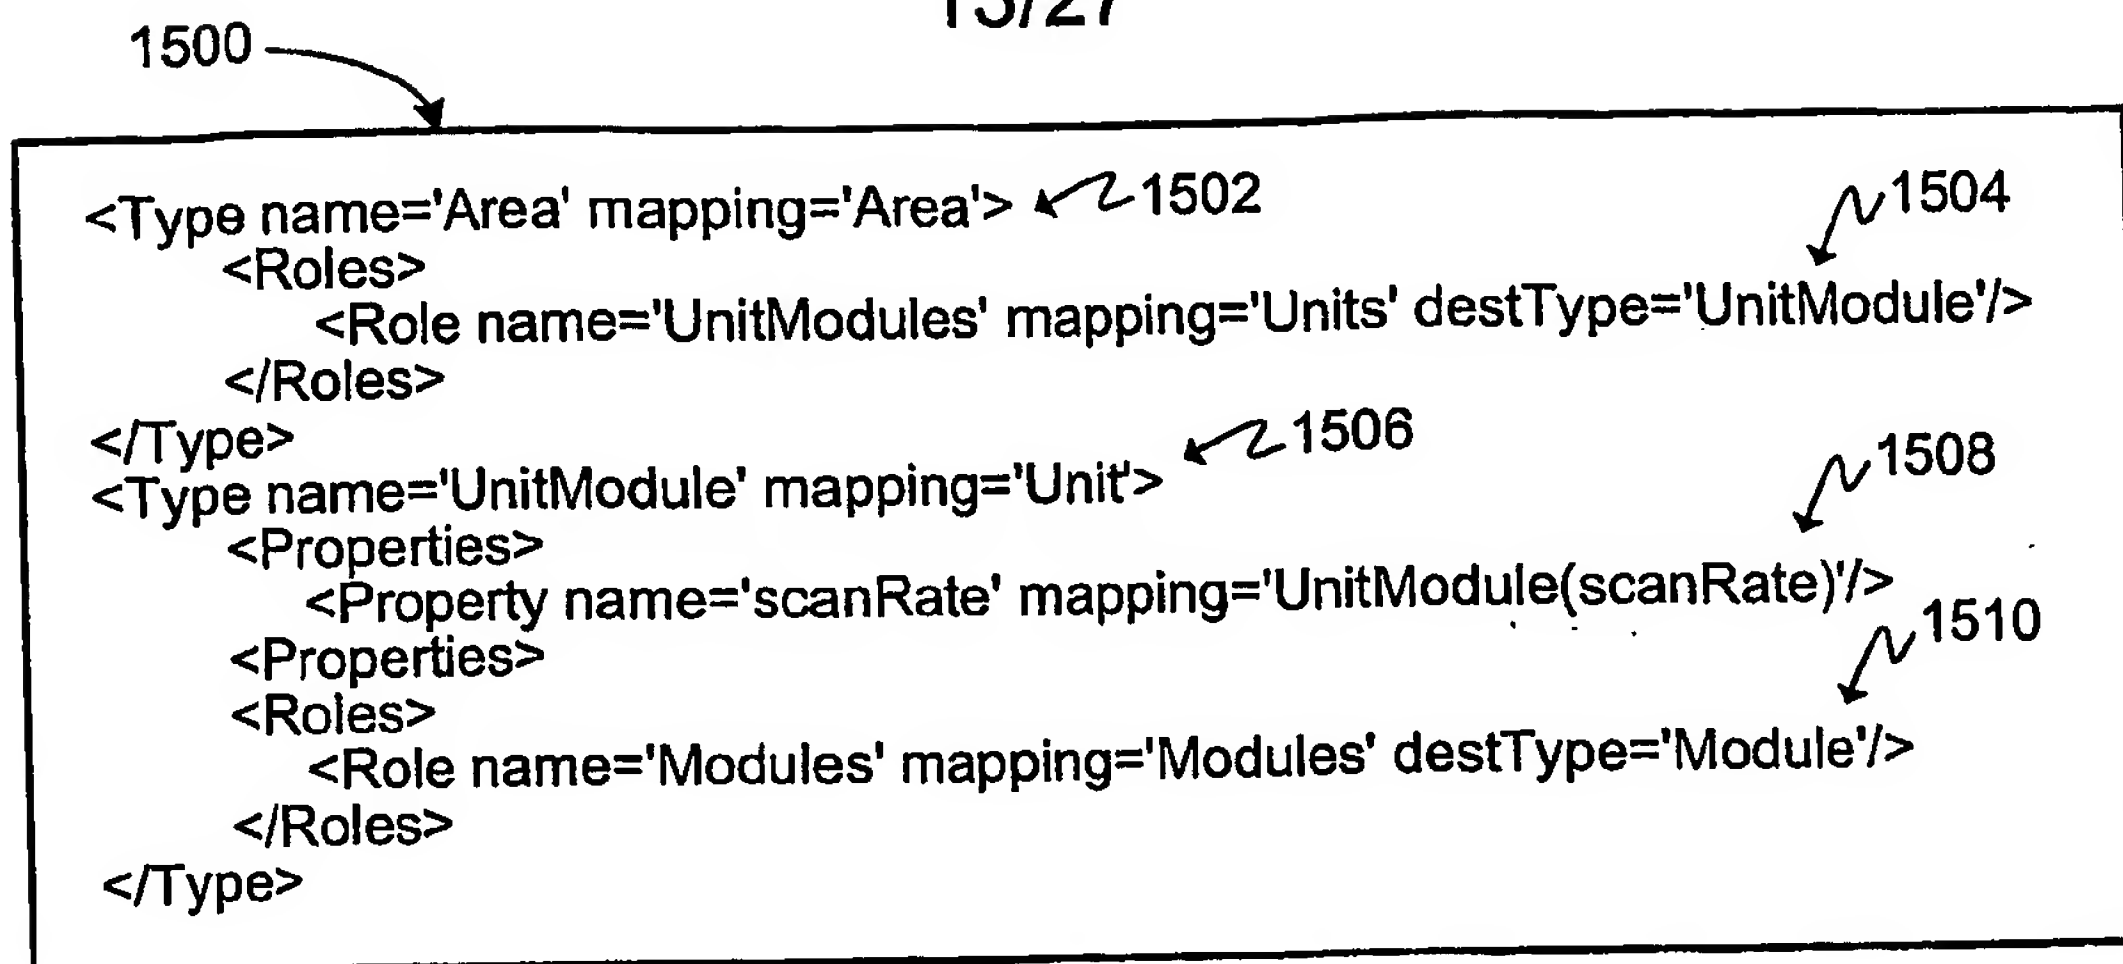 13/27
1500
<Type name='Area' mapping='Area'> 1502
1504
<Roles>
<Role name='UnitModules' mapping='Units' destType='UnitModule'/>
</Roles>
</Type>
1506
<Type name='UnitModule' mapping='Unit'>
1508
<Properties>
<Property name='scanRate' mapping='UnitModule(scanRate)'/>
<Properties>
1510
<Roles>
<Role name='Modules' mapping='Modules' destType='Module'/>
</Roles>
</Type>